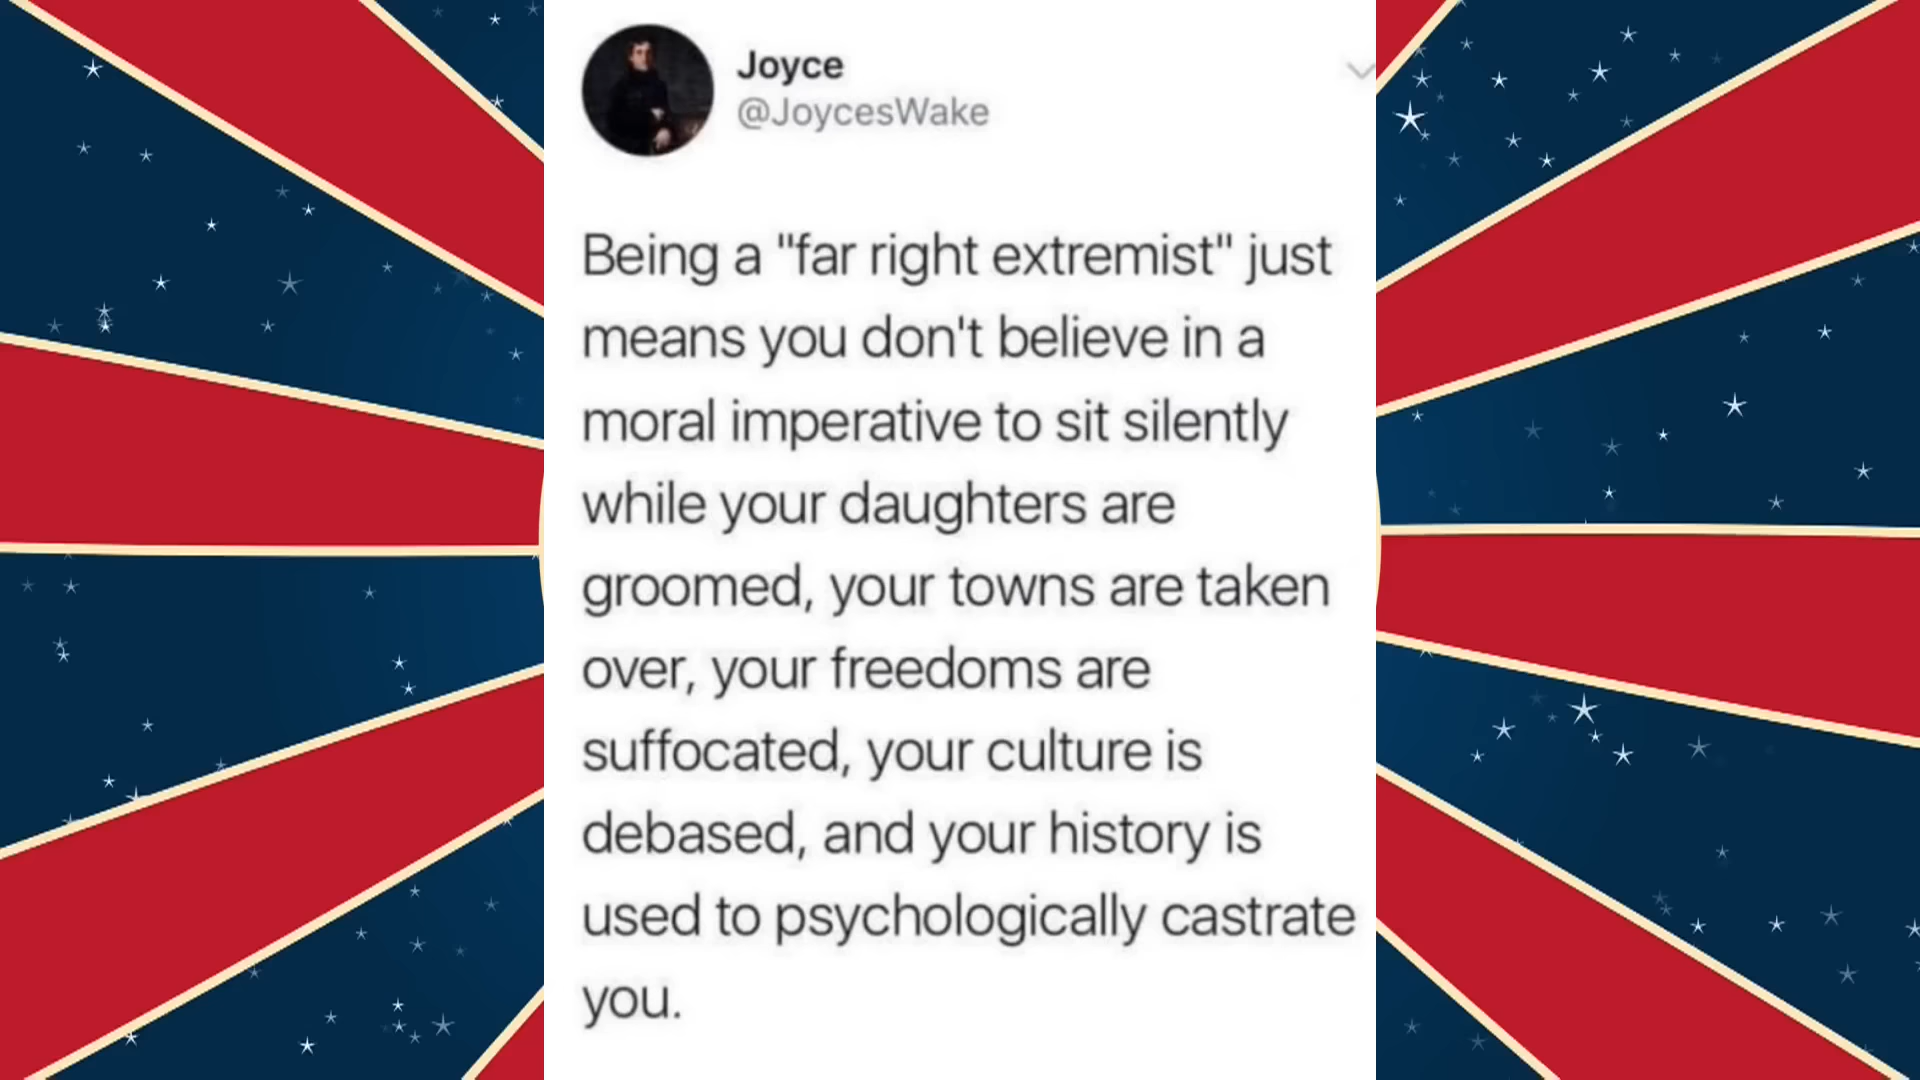 Joyce
@JoycesWake
Being a "far right extremist" just
means you don't believe in a
moral imperative to sit silently
while your daughters are
groomed, your towns are taken
over, your freedoms are
suffocated, your culture is
debased, and your history is
used to psychologically castrate
you.